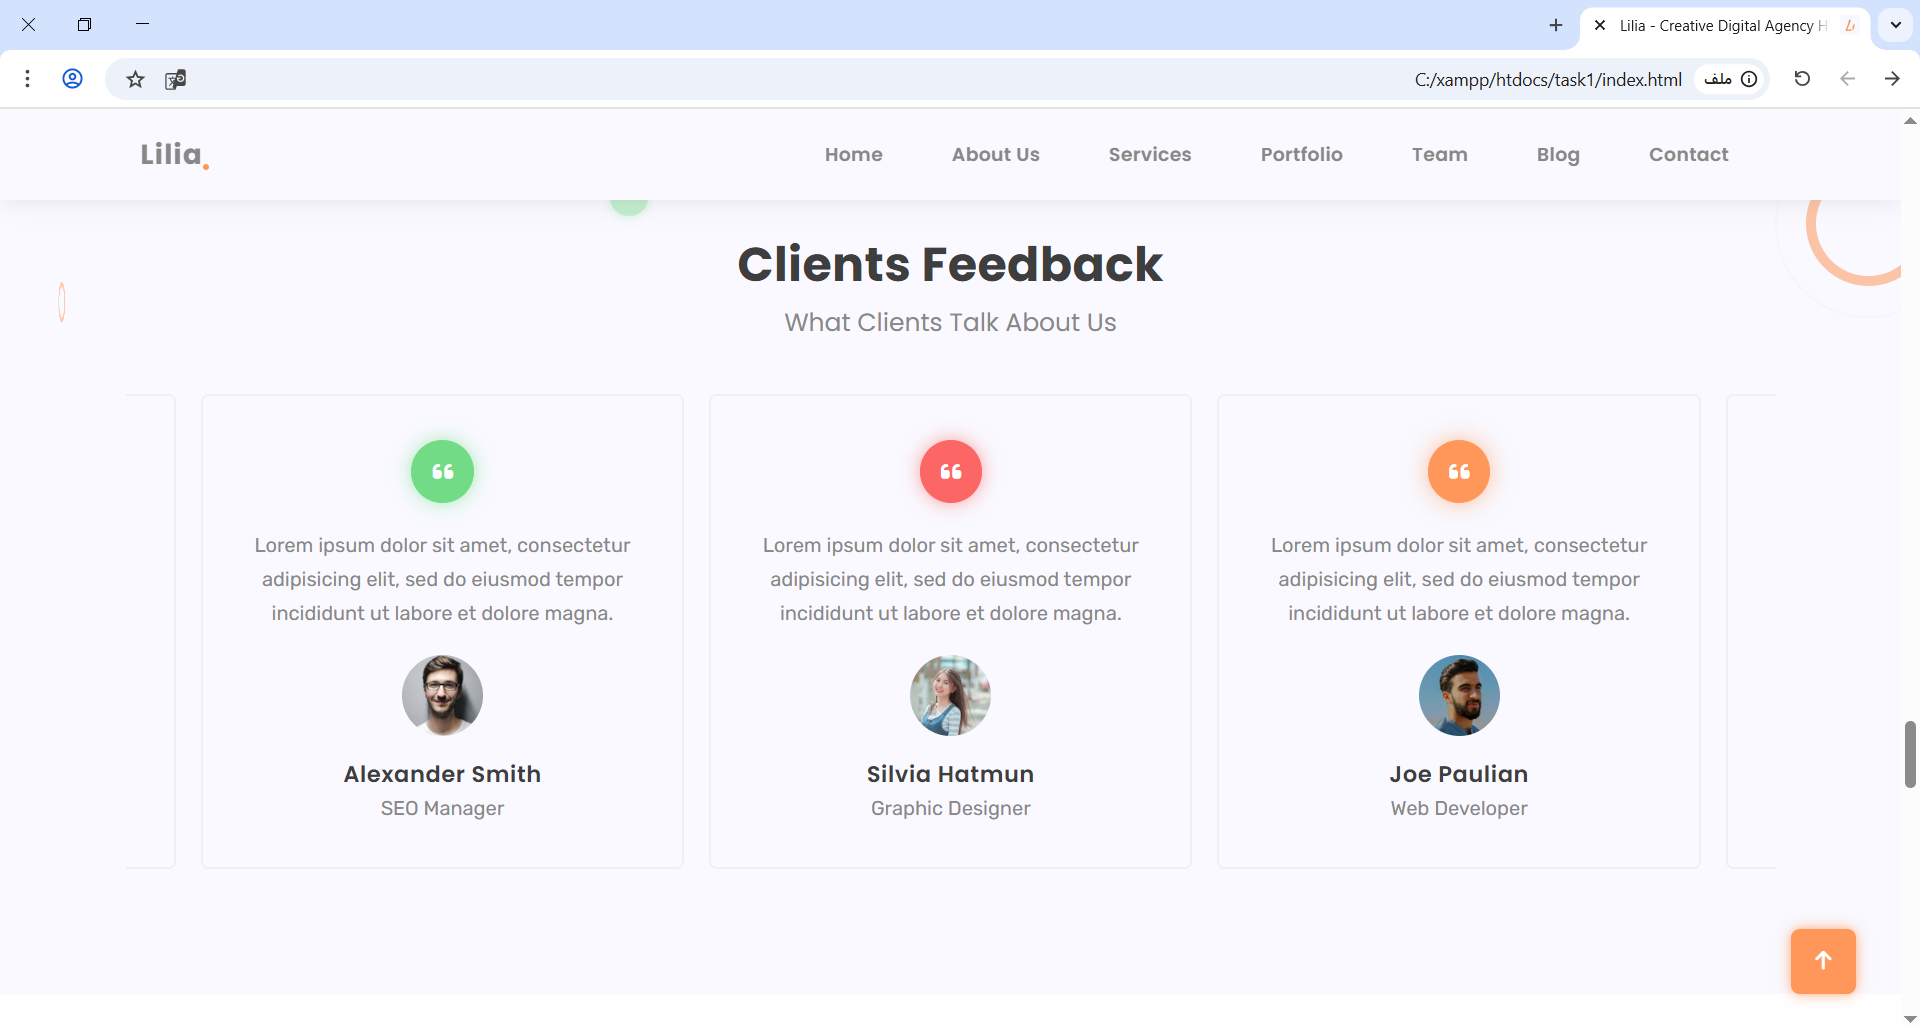 Lilia - Creative Digital Agency H
C:/xampp/htdocs/task1/index.html
ملف
Lilia.
Home About Us Services Portfolio Team Blog Contact
Clients Feedback
What Clients Talk About Us
Lorem ipsum dolor sit amet, consectetur
adipisicing elit, sed do eiusmod tempor
incididunt ut labore et dolore magna.
Alexander Smith
SEO Manager
Lorem ipsum dolor sit amet, consectetur
adipisicing elit, sed do eiusmod tempor
incididunt ut labore et dolore magna.
Silvia Hatmun
Graphic Designer
Lorem ipsum dolor sit amet, consectetur
adipisicing elit, sed do eiusmod tempor
incididunt ut labore et dolore magna.
Joe Paulian
Web Developer